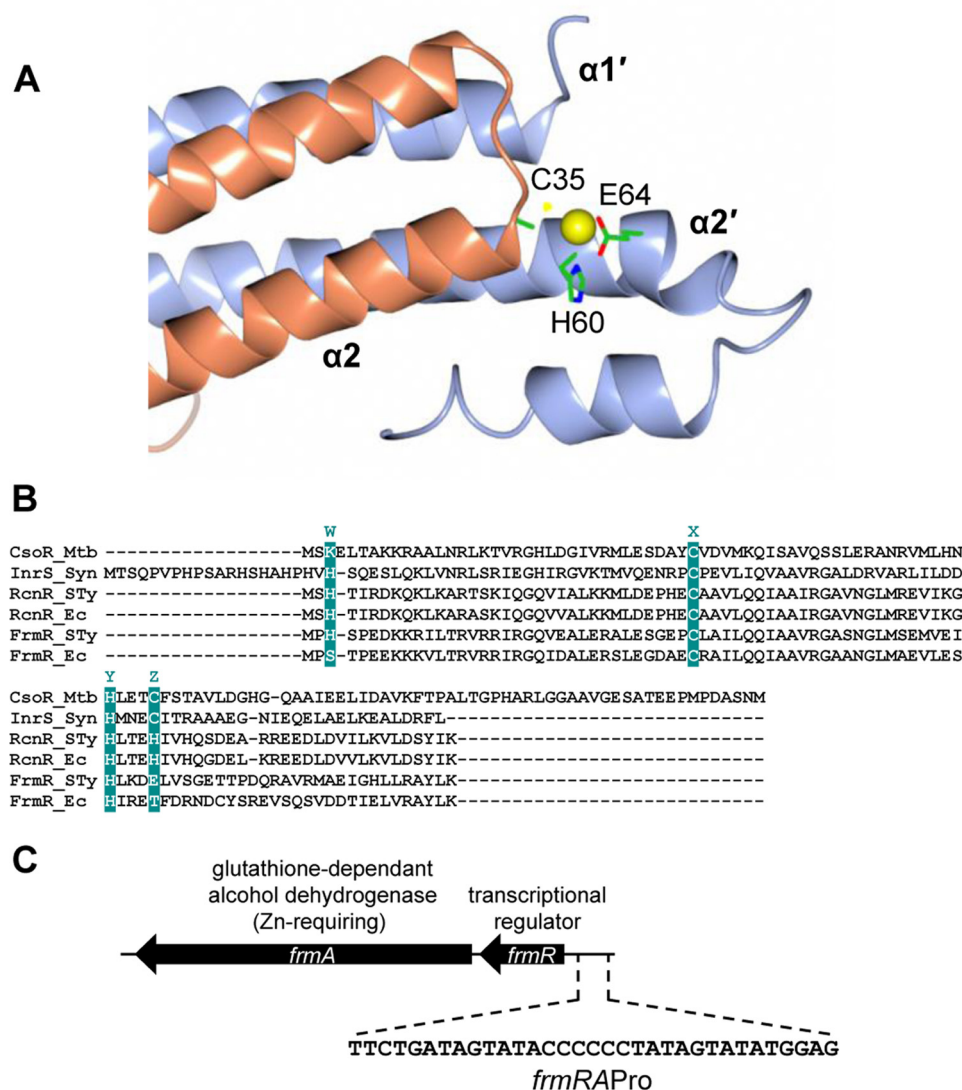 A
α1′
C35
E64
α2′
H60
α2
B
W X
CsoR_Mtb ------------------MSKELTAKKRAALNRLKTVRGHLDGIVRMLESDAYCVDVMKQISAVQSSLERANRVMLHN
InrS_Syn MTSQPVPHPSARHSHAHPHVH-SQESLQKLVNRLSRIEGHIRGVKTMVQENRPCPEVLIQVAAVRGALDRVARLILDD
RcnR_STy ------------------MSH-TIRDKQKLKARTSKIQGQVIALKKMLDEPHECAAVLQQIAAIRGAVNGLMREVIKG
RcnR_Ec ------------------MSH-TIRDKQKLKARASKIQGQVVALKKMLDEPHECAAVLQQIAAIRGAVNGLMREVIKG
FrmR_STy ------------------MPH-SPEDKKRILTRVRRIRGQVEALERALESGEPCLAILQQIAAVRGASNGLMSEMVEI
FrmR_Ec ------------------MPS-TPEEKKKVLTRVRRIRGQIDALERSLEGDAECRAILQQIAAVRGAANGLMAEVLES
Y Z
CsoR_Mtb HLETCFSTAVLDGHG-QAAIEELIDAVKFTPALTGPHARLGGAAVGESATEEPMPDASNM
InrS_Syn HMNECITRAAAEG-NIEQELAELKEALDRFL-----------------------------
RcnR_STy HLTEHIVHQSDEA-RREEDLDVILKVLDSYIK----------------------------
RcnR_Ec HLTEHIVHQGDEL-KREEDLDVVLKVLDSYIK----------------------------
FrmR_STy HLKDELVSGETTPDQRAVRMAEIGHLLRAYLK----------------------------
FrmR_Ec HIRETFDRNDCYSREVSQSVDDTIELVRAYLK----------------------------
C
glutathione-dependant
alcohol dehydrogenase
(Zn-requiring)
transcriptional
regulator
frmA
frmR
TTCTGATAGTATACCCCCCTATAGTATATGGAG
frmRAPro